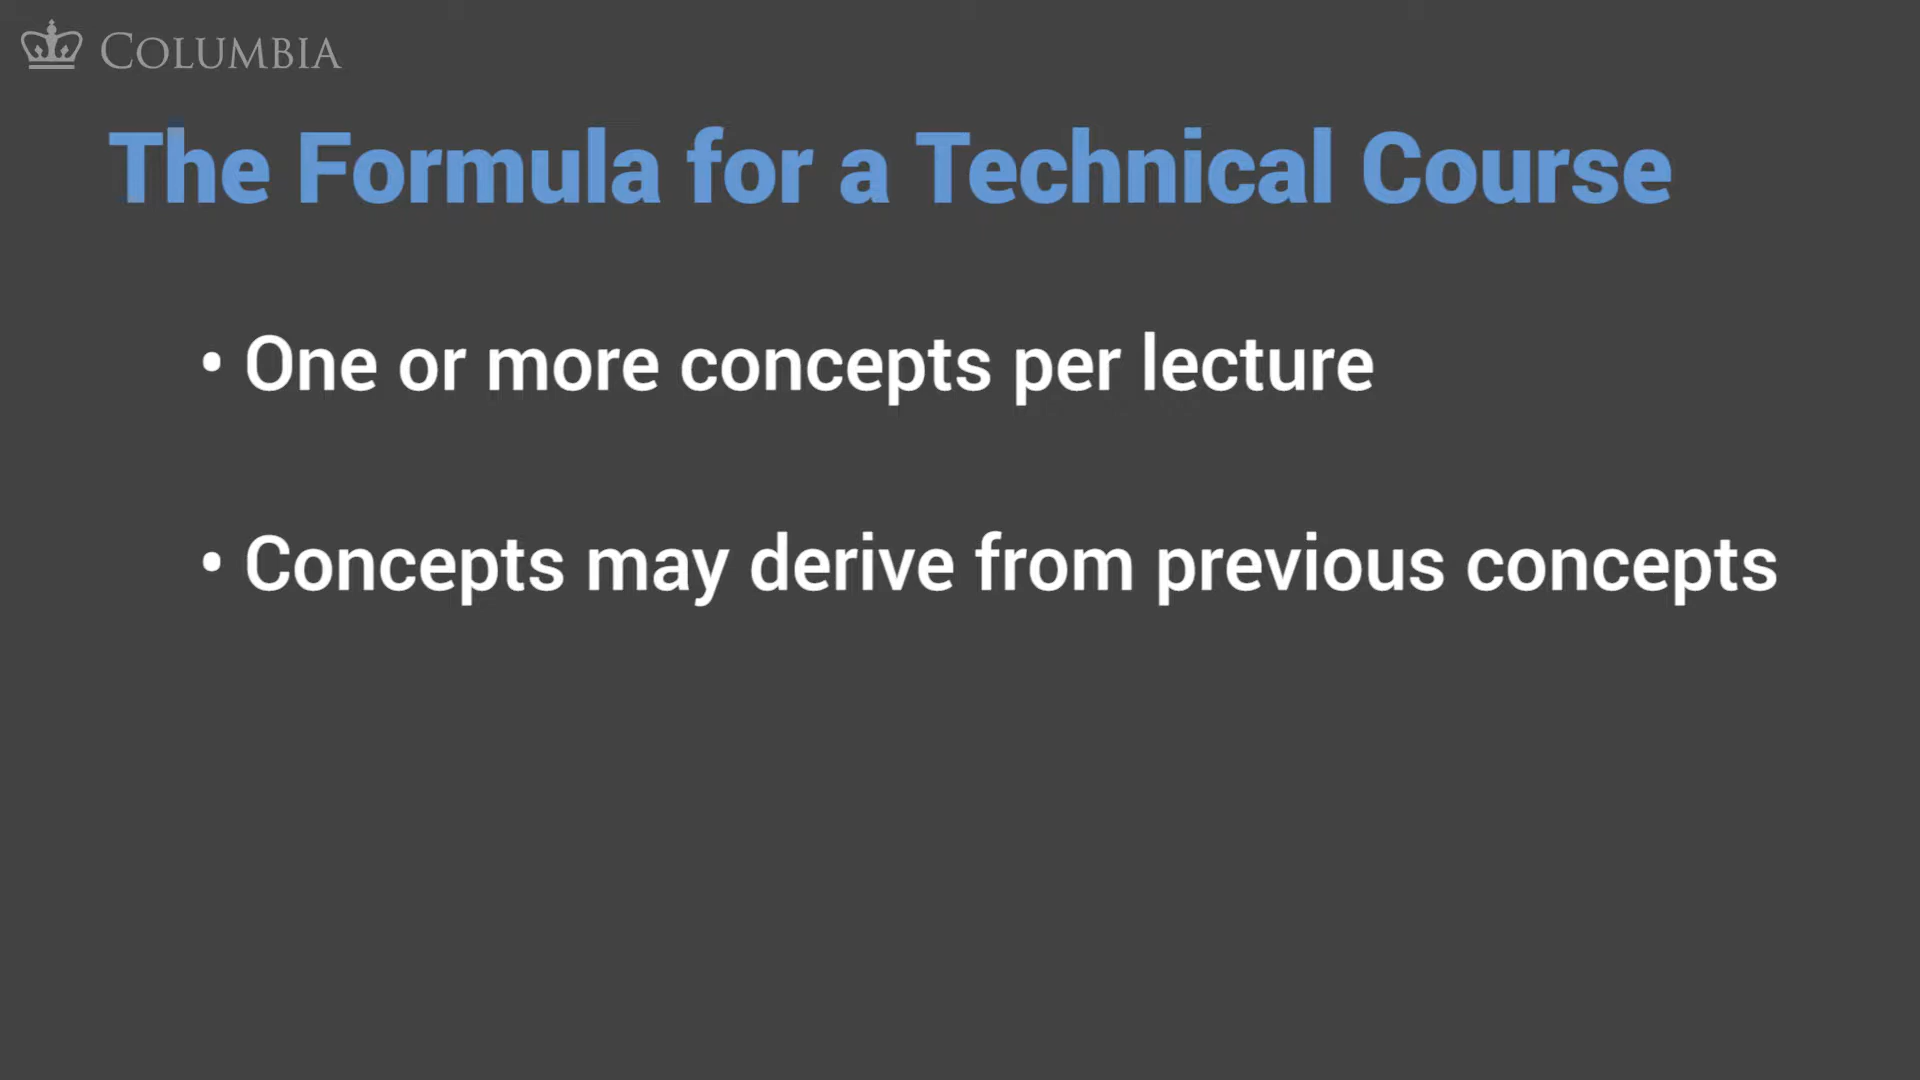 COLUMBIA
The Formula for a Technical Course
• One or more concepts per lecture
• Concepts may derive from previous concepts